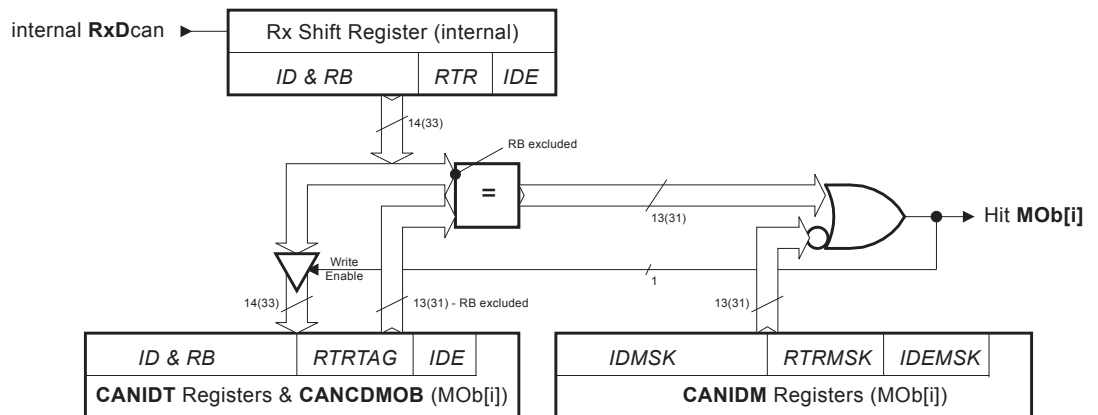 internal RxDcan
Rx Shift Register (internal)
ID & RB RTR IDE
14(33)
RB excluded
=
13(31)
Hit MOb[i]
Write
Enable
1
14(33)
13(31) - RB excluded
13(31)
ID & RB RTRTAG IDE
CANIDT Registers & CANCDMOB (MOb[i])
IDMSK RTRMSK IDEMSK
CANIDM Registers (MOb[i])